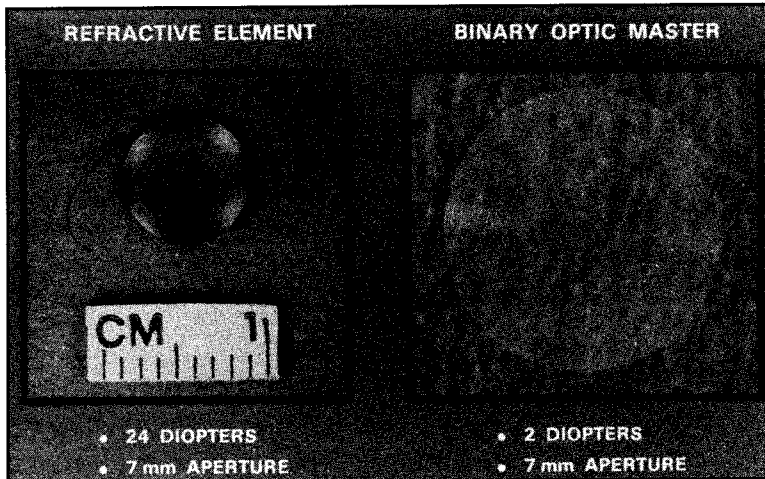 REFRACTIVE ELEMENT
BINARY OPTIC MASTER
CM 1
• 24 DIOPTERS
• 7 mm APERTURE
• 2 DIOPTERS
• 7 mm APERTURE